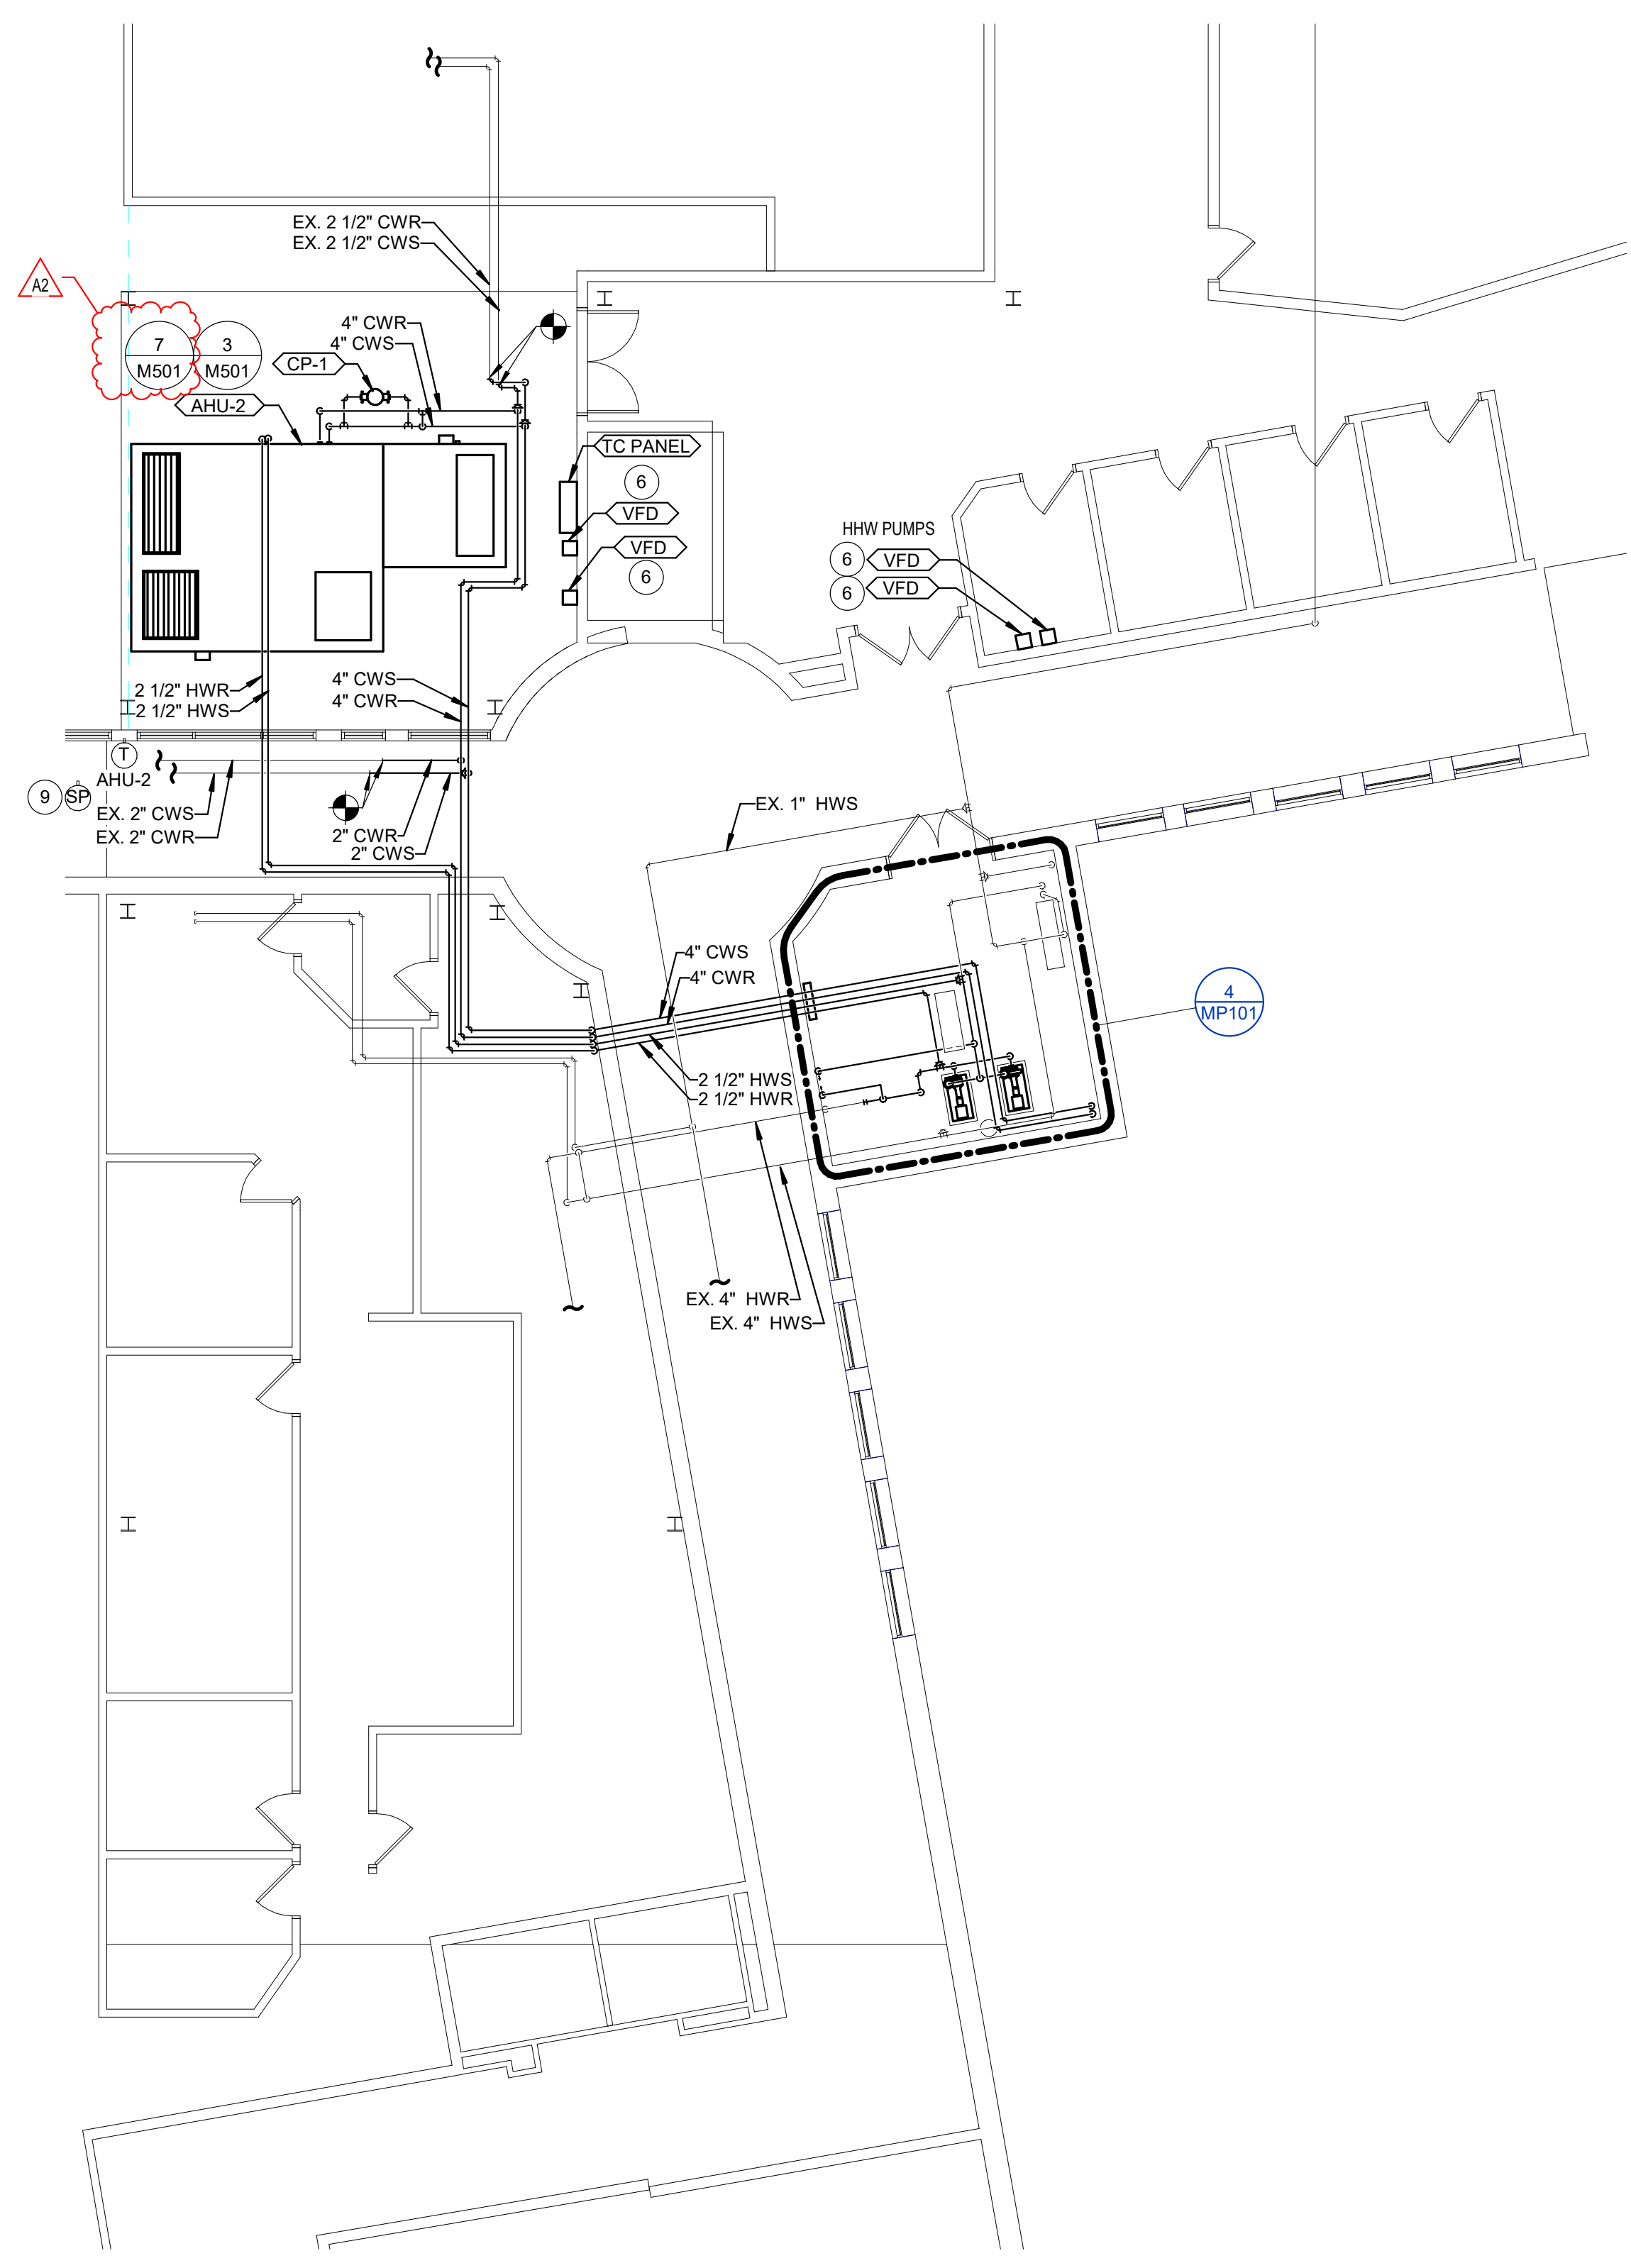 EX. 2 1/2" CWR
EX. 2 1/2" CWS
A2
7
M501
3
M501
4" CWR
4" CWS
CP-1
AHU-2
TC PANEL
6
VFD
VFD
6
HHW PUMPS
6
VFD
6
VFD
2 1/2" HWR
2 1/2" HWS
4" CWS
4" CWR
T
AHU-2
9
SP
EX. 2" CWS
EX. 2" CWR
2" CWR
2" CWS
EX. 1" HWS
4" CWS
4" CWR
4
MP101
2 1/2" HWS
2 1/2" HWR
EX. 4" HWR
EX. 4" HWS